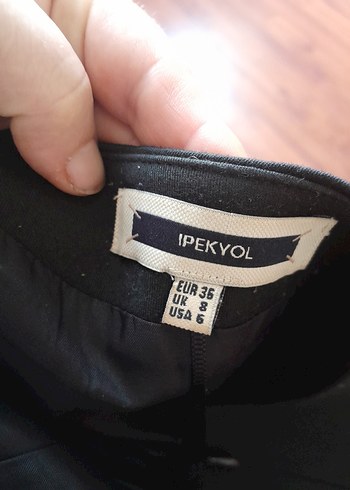 IPEKYOL
EUR 36
UK 8
USA 6